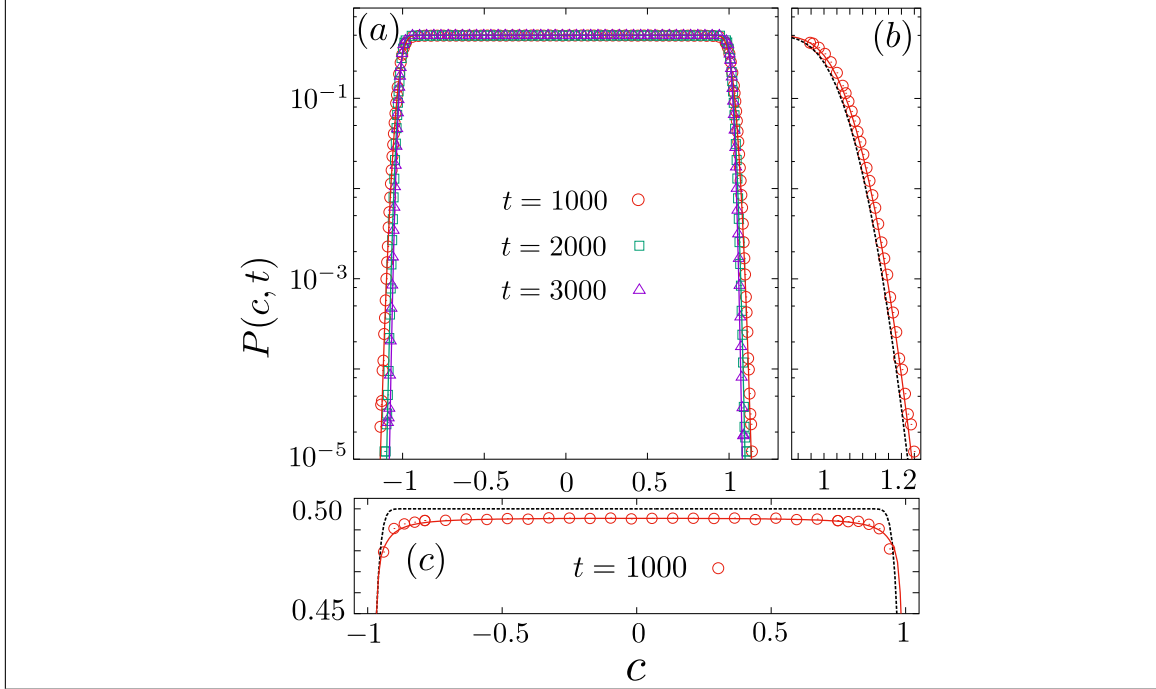 (a)
(b)
10⁻¹
10⁻³
10⁻⁵
P(c, t)
t = 1000
t = 2000
t = 3000
−1 −0.5 0 0.5 1
1 1.2
0.50
0.45
(c)
t = 1000
−1 −0.5 0 0.5 1
c